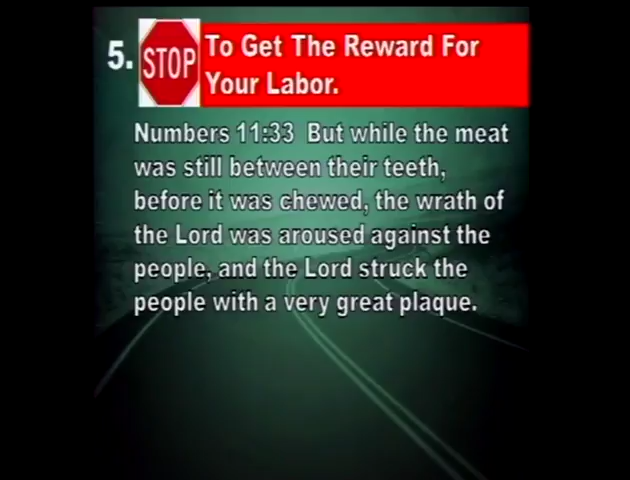 5. STOP To Get The Reward For
Your Labor.
Numbers 11:33 But while the meat
was still between their teeth,
before it was chewed, the wrath of
the Lord was aroused against the
people, and the Lord struck the
people with a very great plaque.